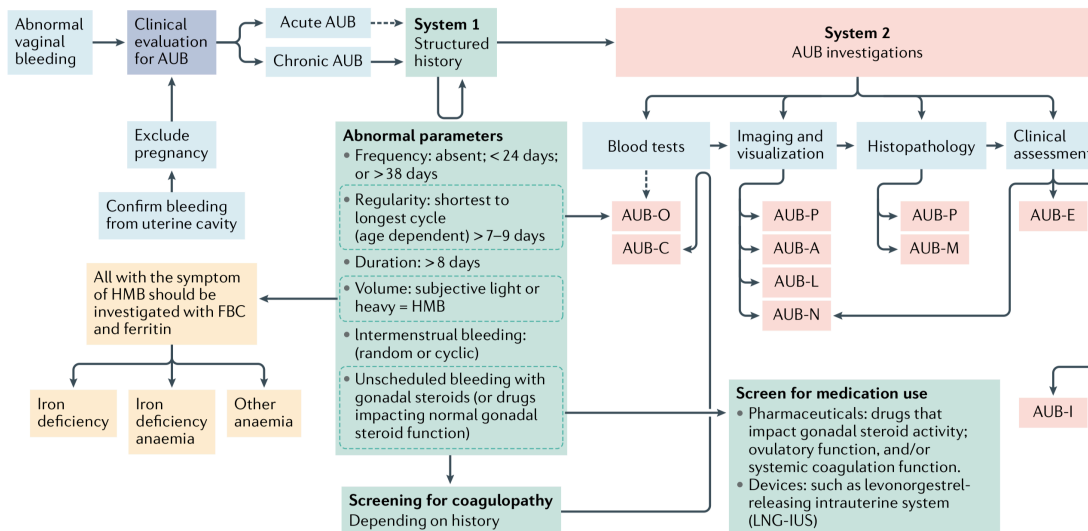 Abnormal
vaginal
bleeding
Clinical
evaluation
for AUB
Acute AUB
Chronic AUB
System 1
Structured
history
System 2
AUB investigations
Exclude
pregnancy
Confirm bleeding
from uterine cavity
Abnormal parameters
• Frequency: absent; < 24 days;
or > 38 days
• Regularity: shortest to
longest cycle
(age dependent) > 7–9 days
• Duration: > 8 days
• Volume: subjective light or
heavy = HMB
• Intermenstrual bleeding:
(random or cyclic)
• Unscheduled bleeding with
gonadal steroids (or drugs
impacting normal gonadal
steroid function)
Blood tests
Imaging and
visualization
Histopathology
Clinical
assessment
AUB-O
AUB-C
AUB-P
AUB-A
AUB-L
AUB-N
AUB-P
AUB-M
AUB-E
All with the symptom
of HMB should be
investigated with FBC
and ferritin
Iron
deficiency
Iron
deficiency
anaemia
Other
anaemia
Screen for medication use
• Pharmaceuticals: drugs that
impact gonadal steroid activity;
ovulatory function, and/or
systemic coagulation function.
• Devices: such as levonorgestrel-
releasing intrauterine system
(LNG-IUS)
AUB-I
Screening for coagulopathy
Depending on history